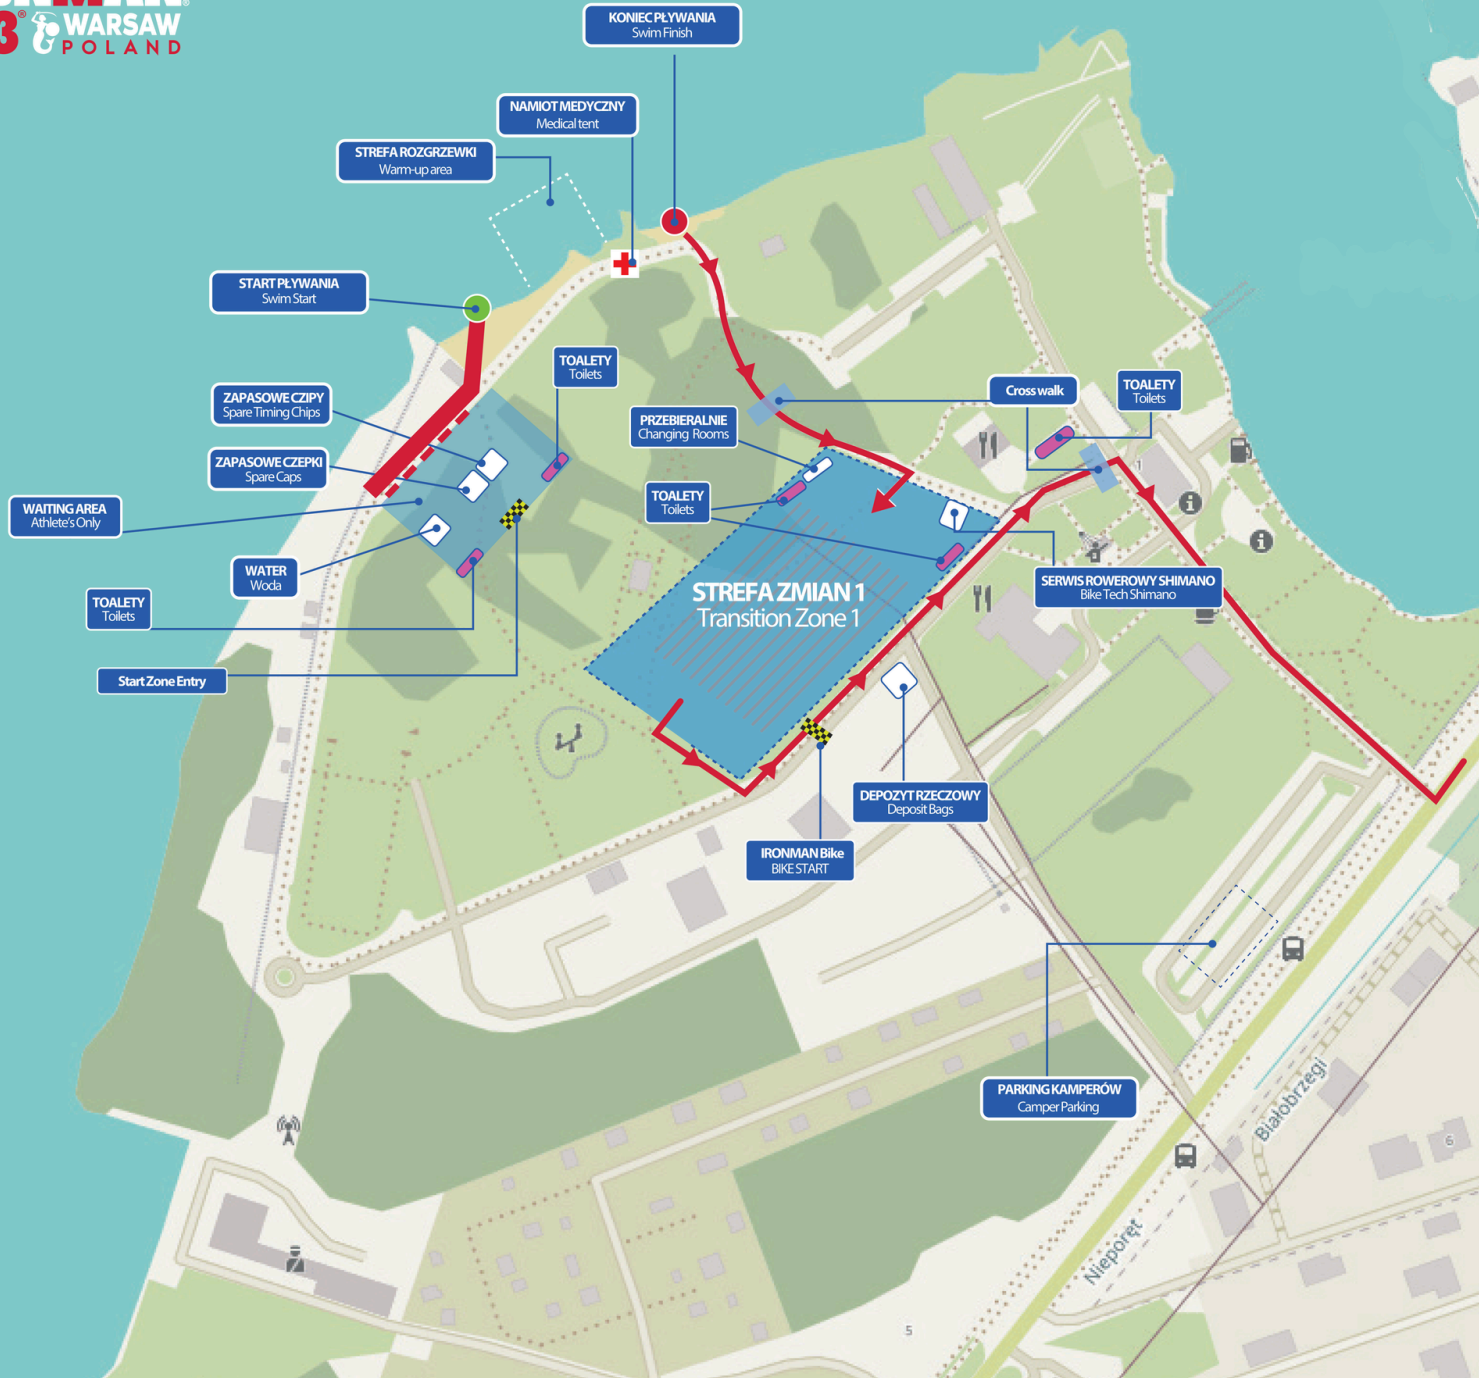 3® WARSAW
POLAND
KONIEC PŁYWANIA
Swim Finish
NAMIOT MEDYCZNY
Medical tent
STREFA ROZGRZEWKI
Warm-up area
START PŁYWANIA
Swim Start
TOALETY
Toilets
ZAPASOWE CZIPY
Spare Timing Chips
PRZEBIERALNIE
Changing Rooms
Cross walk
TOALETY
Toilets
ZAPASOWE CZEPKI
Spare Caps
1
WAITING AREA
Athlete's Only
TOALETY
Toilets
WATER
Woda
STREFA ZMIAN 1
Transition Zone 1
SERWIS ROWEROWY SHIMANO
Bike Tech Shimano
TOALETY
Toilets
Start Zone Entry
DEPOZYT RZECZOWY
Deposit Bags
IRONMAN Bike
BIKE START
PARKING KAMPERÓW
Camper Parking
Białobrzegi
6
Nieporęt
5